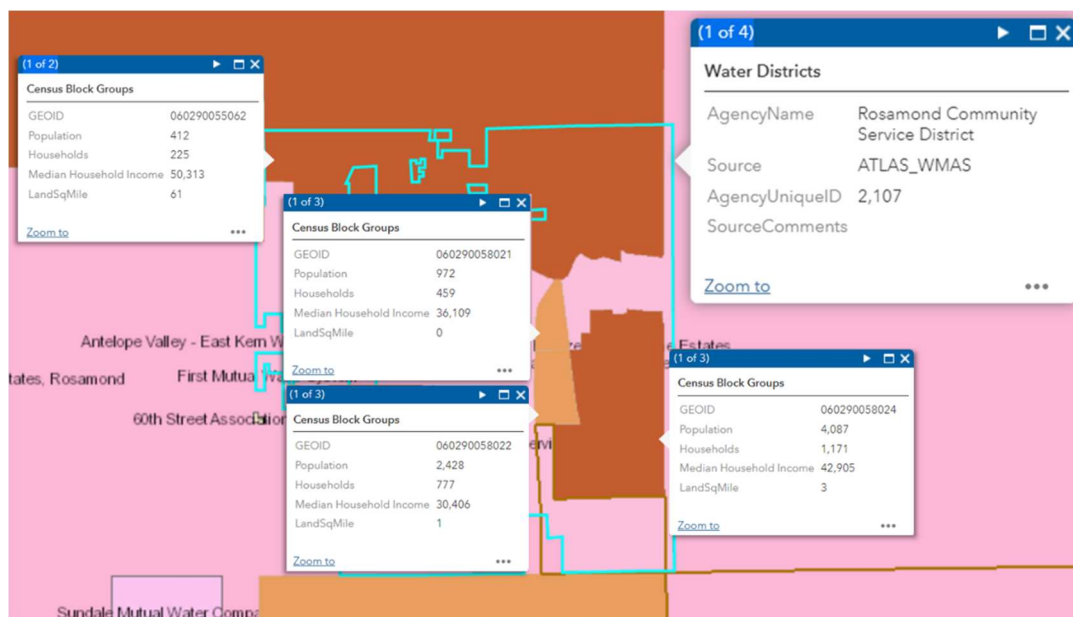 (1 of 2)
Census Block Groups
GEOID 060290055062
Population 412
Households 225
Median Household Income 50,313
LandSqMile 61
Zoom to
(1 of 4)
Water Districts
AgencyName Rosamond Community
Service District
Source ATLAS_WMAS
AgencyUniqueID 2,107
SourceComments
Zoom to
(1 of 3)
Census Block Groups
GEOID 060290058021
Population 972
Households 459
Median Household Income 36,109
LandSqMile 0
Zoom to
Antelope Valley - East Kern W
Estates
tates, Rosamond
First Mutual
60th Street Association
(1 of 3)
Census Block Groups
GEOID 060290058022
Population 2,428
Households 777
Median Household Income 30,406
LandSqMile 1
Zoom to
(1 of 3)
Census Block Groups
GEOID 060290058024
Population 4,087
Households 1,171
Median Household Income 42,905
LandSqMile 3
Zoom to
Sundale Mutual Water Compa